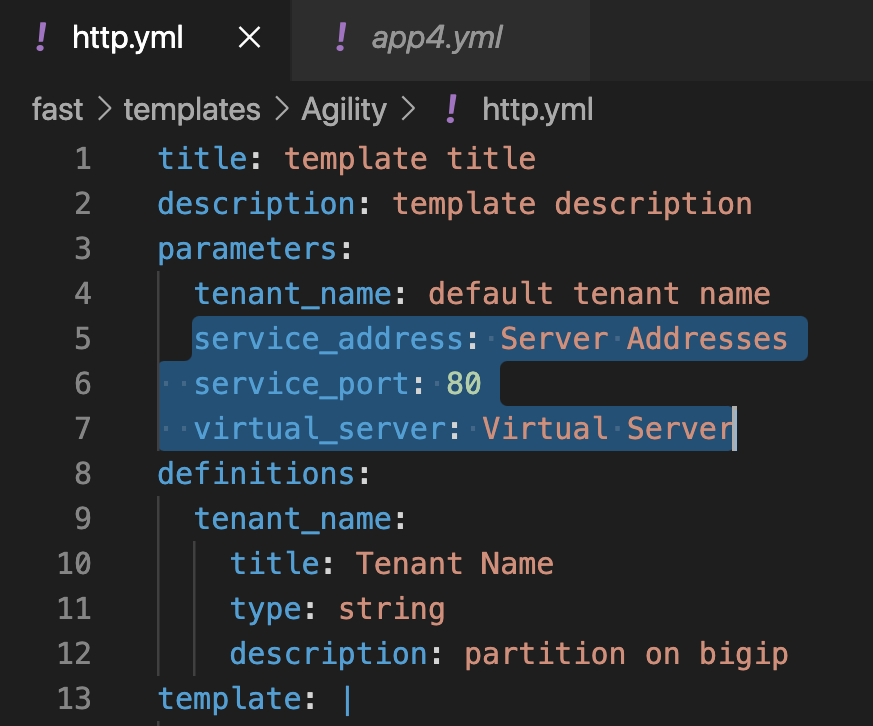 ! http.yml × ! app4.yml
fast > templates > Agility > ! http.yml
1 title: template title
2 description: template description
3 parameters:
4 tenant_name: default tenant name
5 service_address: Server Addresses
6 service_port: 80
7 virtual_server: Virtual Server
8 definitions:
9 tenant_name:
10 title: Tenant Name
11 type: string
12 description: partition on bigip
13 template: |